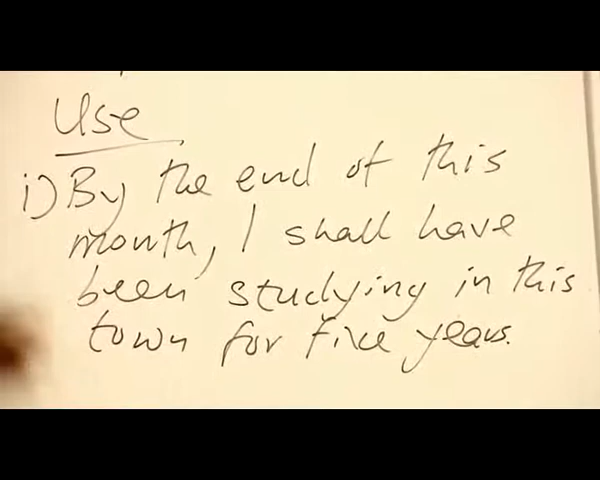 Use
i) By the end of this
month, I shall have
been studying in this
town for five years.